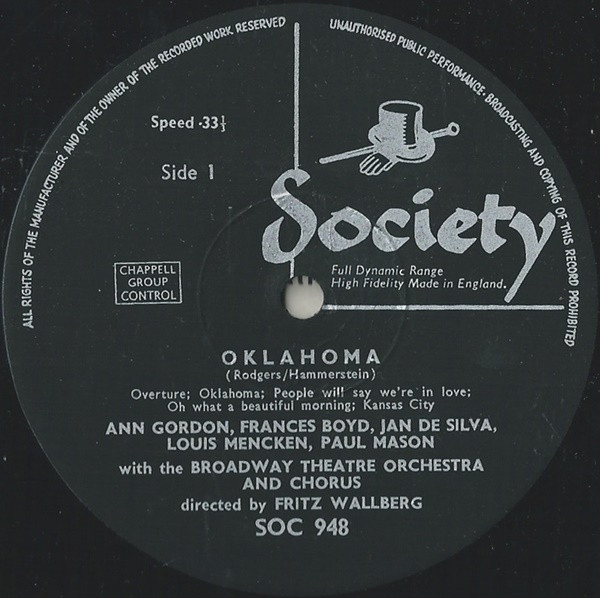 ALL RIGHTS OF THE MANUFACTURER AND OF THE OWNER OF THE RECORDED WORK RESERVED
UNAUTHORISED PUBLIC PERFORMANCE, BROADCASTING AND COPYING OF THIS RECORD PROHIBITED
Speed ·33⅓
Side 1
Society
Full Dynamic Range
High Fidelity Made in England.
CHAPPELL
GROUP
CONTROL
OKLAHOMA
(Rodgers/Hammerstein)
Overture; Oklahoma; People will say we're in love;
Oh what a beautiful morning; Kansas City
ANN GORDON, FRANCES BOYD, JAN DE SILVA,
LOUIS MENCKEN, PAUL MASON
with the BROADWAY THEATRE ORCHESTRA
AND CHORUS
directed by FRITZ WALLBERG
SOC 948